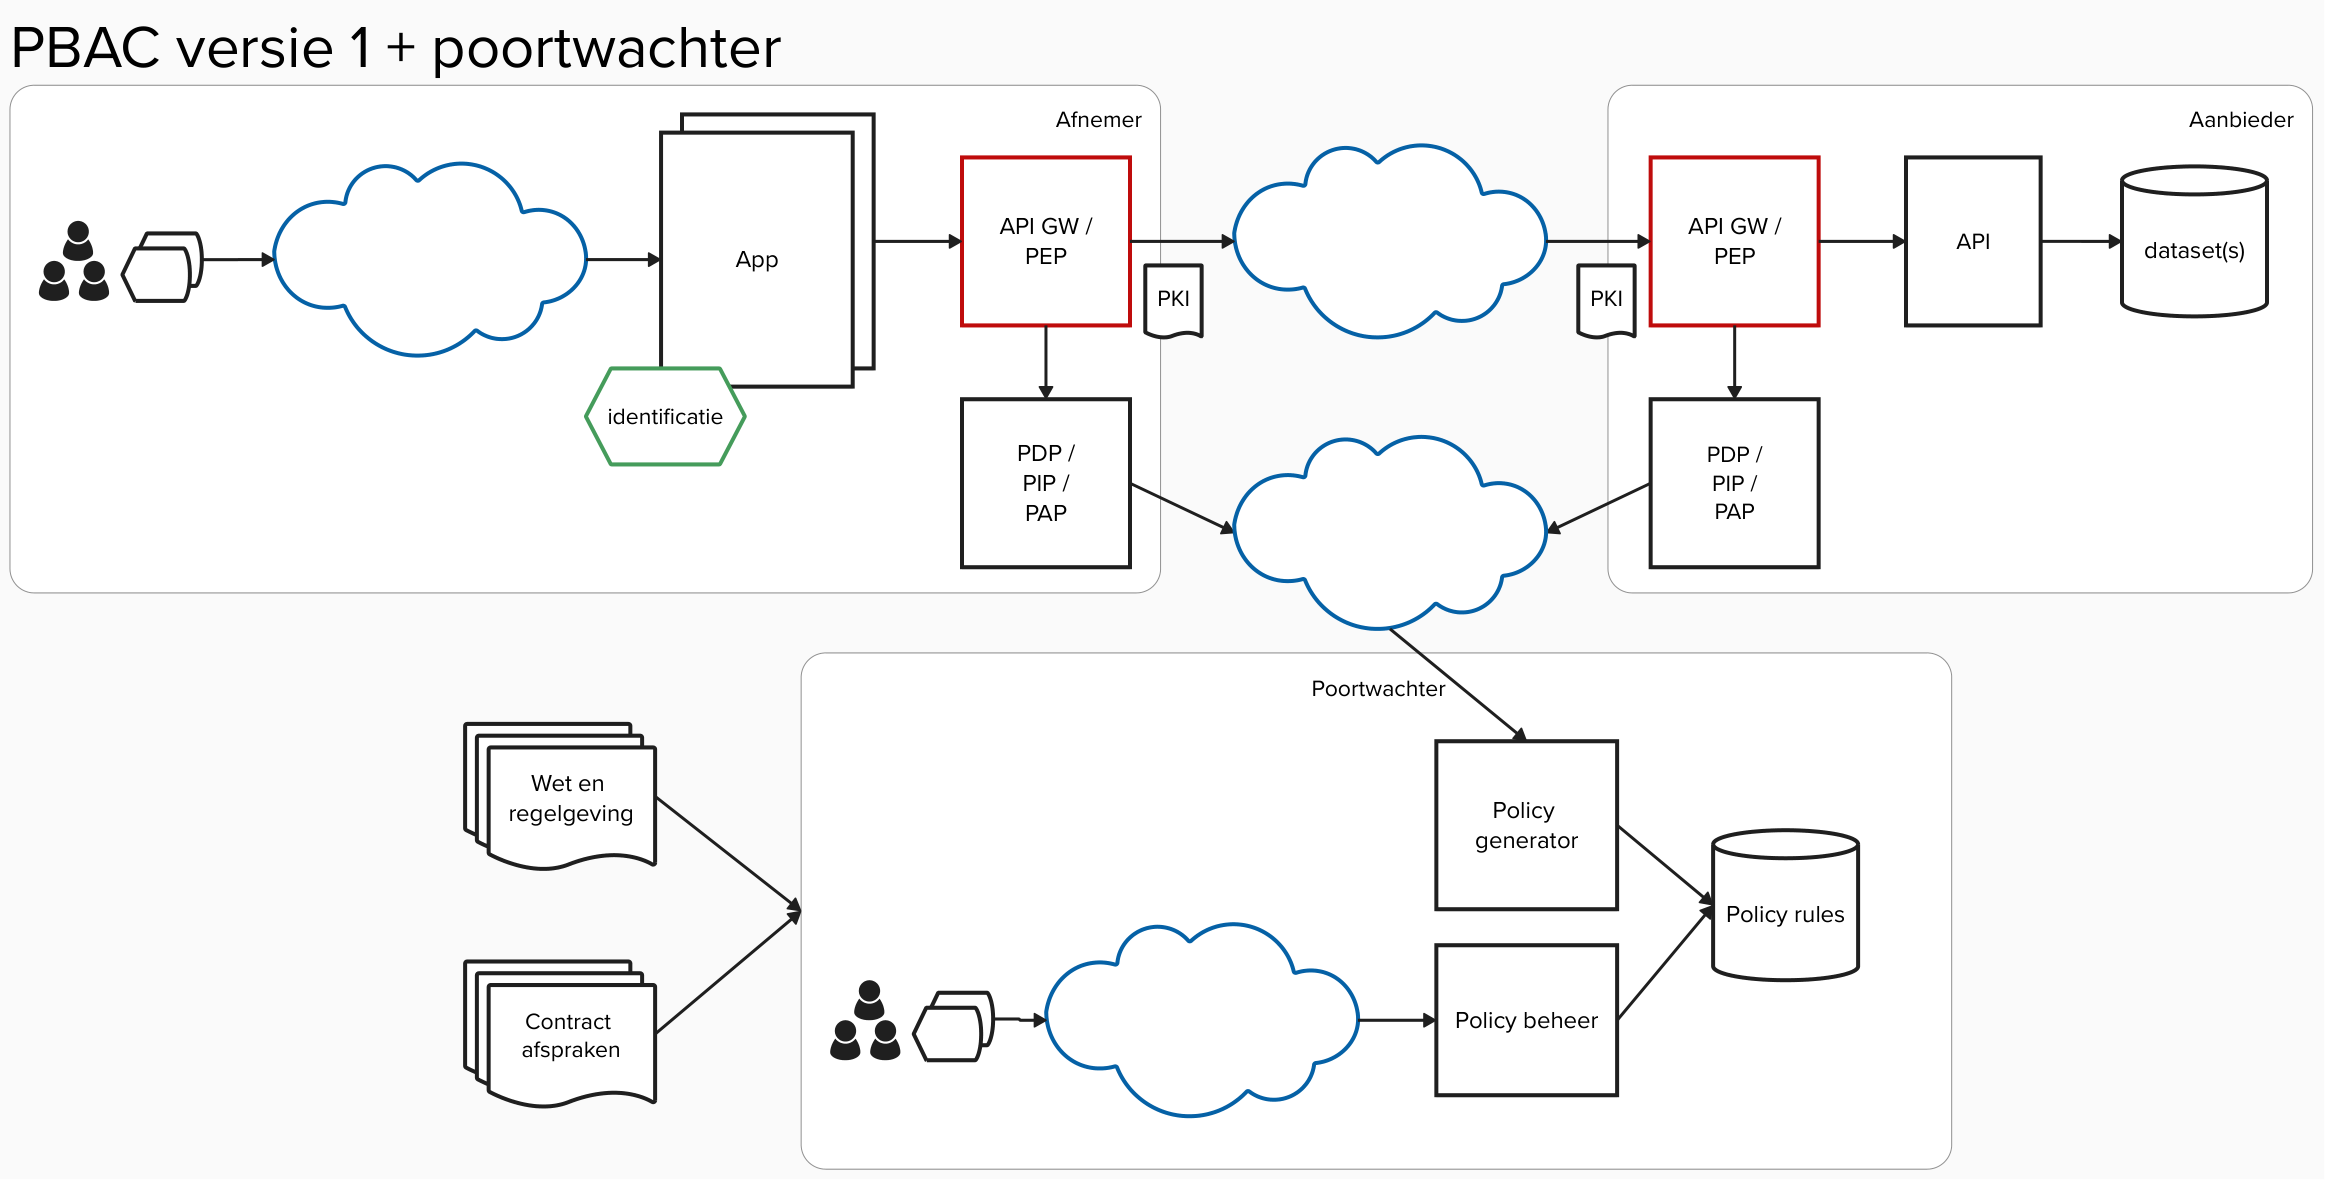 PBAC versie 1 + poortwachter
Afnemer
Aanbieder
App
identificatie
API GW /
PEP
PKI
PDP /
PIP /
PAP
PKI
API GW /
PEP
API
dataset(s)
PDP /
PIP /
PAP
Poortwachter
Wet en
regelgeving
Contract
afspraken
Policy
generator
Policy rules
Policy beheer